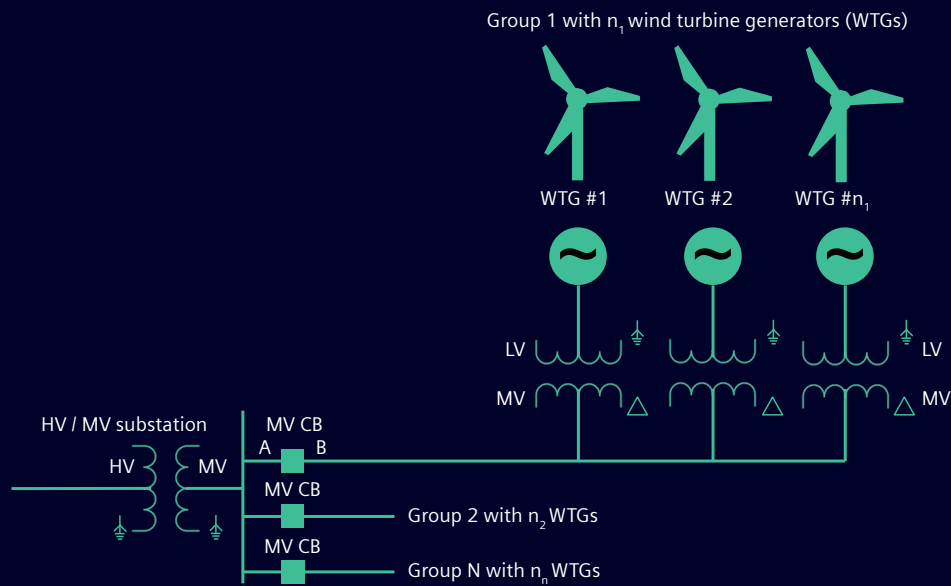 Group 1 with n₁ wind turbine generators (WTGs)
WTG #1 WTG #2 WTG #n₁
LV LV
MV MV
HV / MV substation
MV CB
A B
HV MV
MV CB
Group 2 with n₂ WTGs
MV CB
Group N with nₙ WTGs